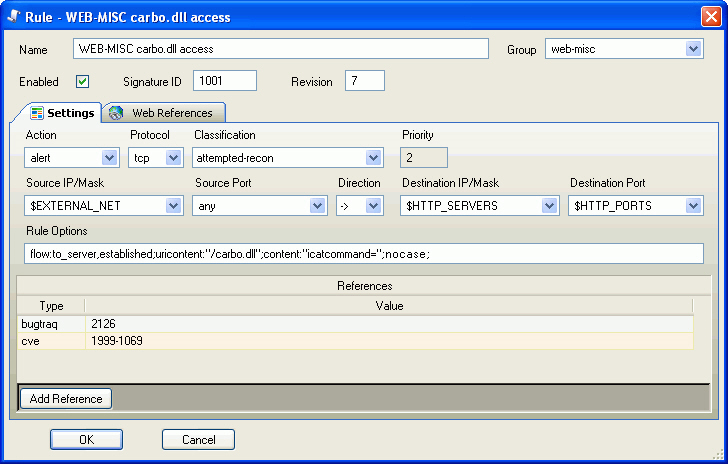 Rule - WEB-MISC carbo.dll access
Name WEB-MISC carbo.dll access Group web-misc
Enabled Signature ID 1001 Revision 7
Settings Web References
Action Protocol Classification Priority
alert tcp attempted-recon 2
Source IP/Mask Source Port Direction Destination IP/Mask Destination Port
$EXTERNAL_NET any -> $HTTP_SERVERS $HTTP_PORTS
Rule Options
flow:to_server,established;uricontent:"/carbo.dll";content:"icatcommand=";nocase;
References
Type Value
bugtraq 2126
cve 1999-1069
Add Reference
OK Cancel